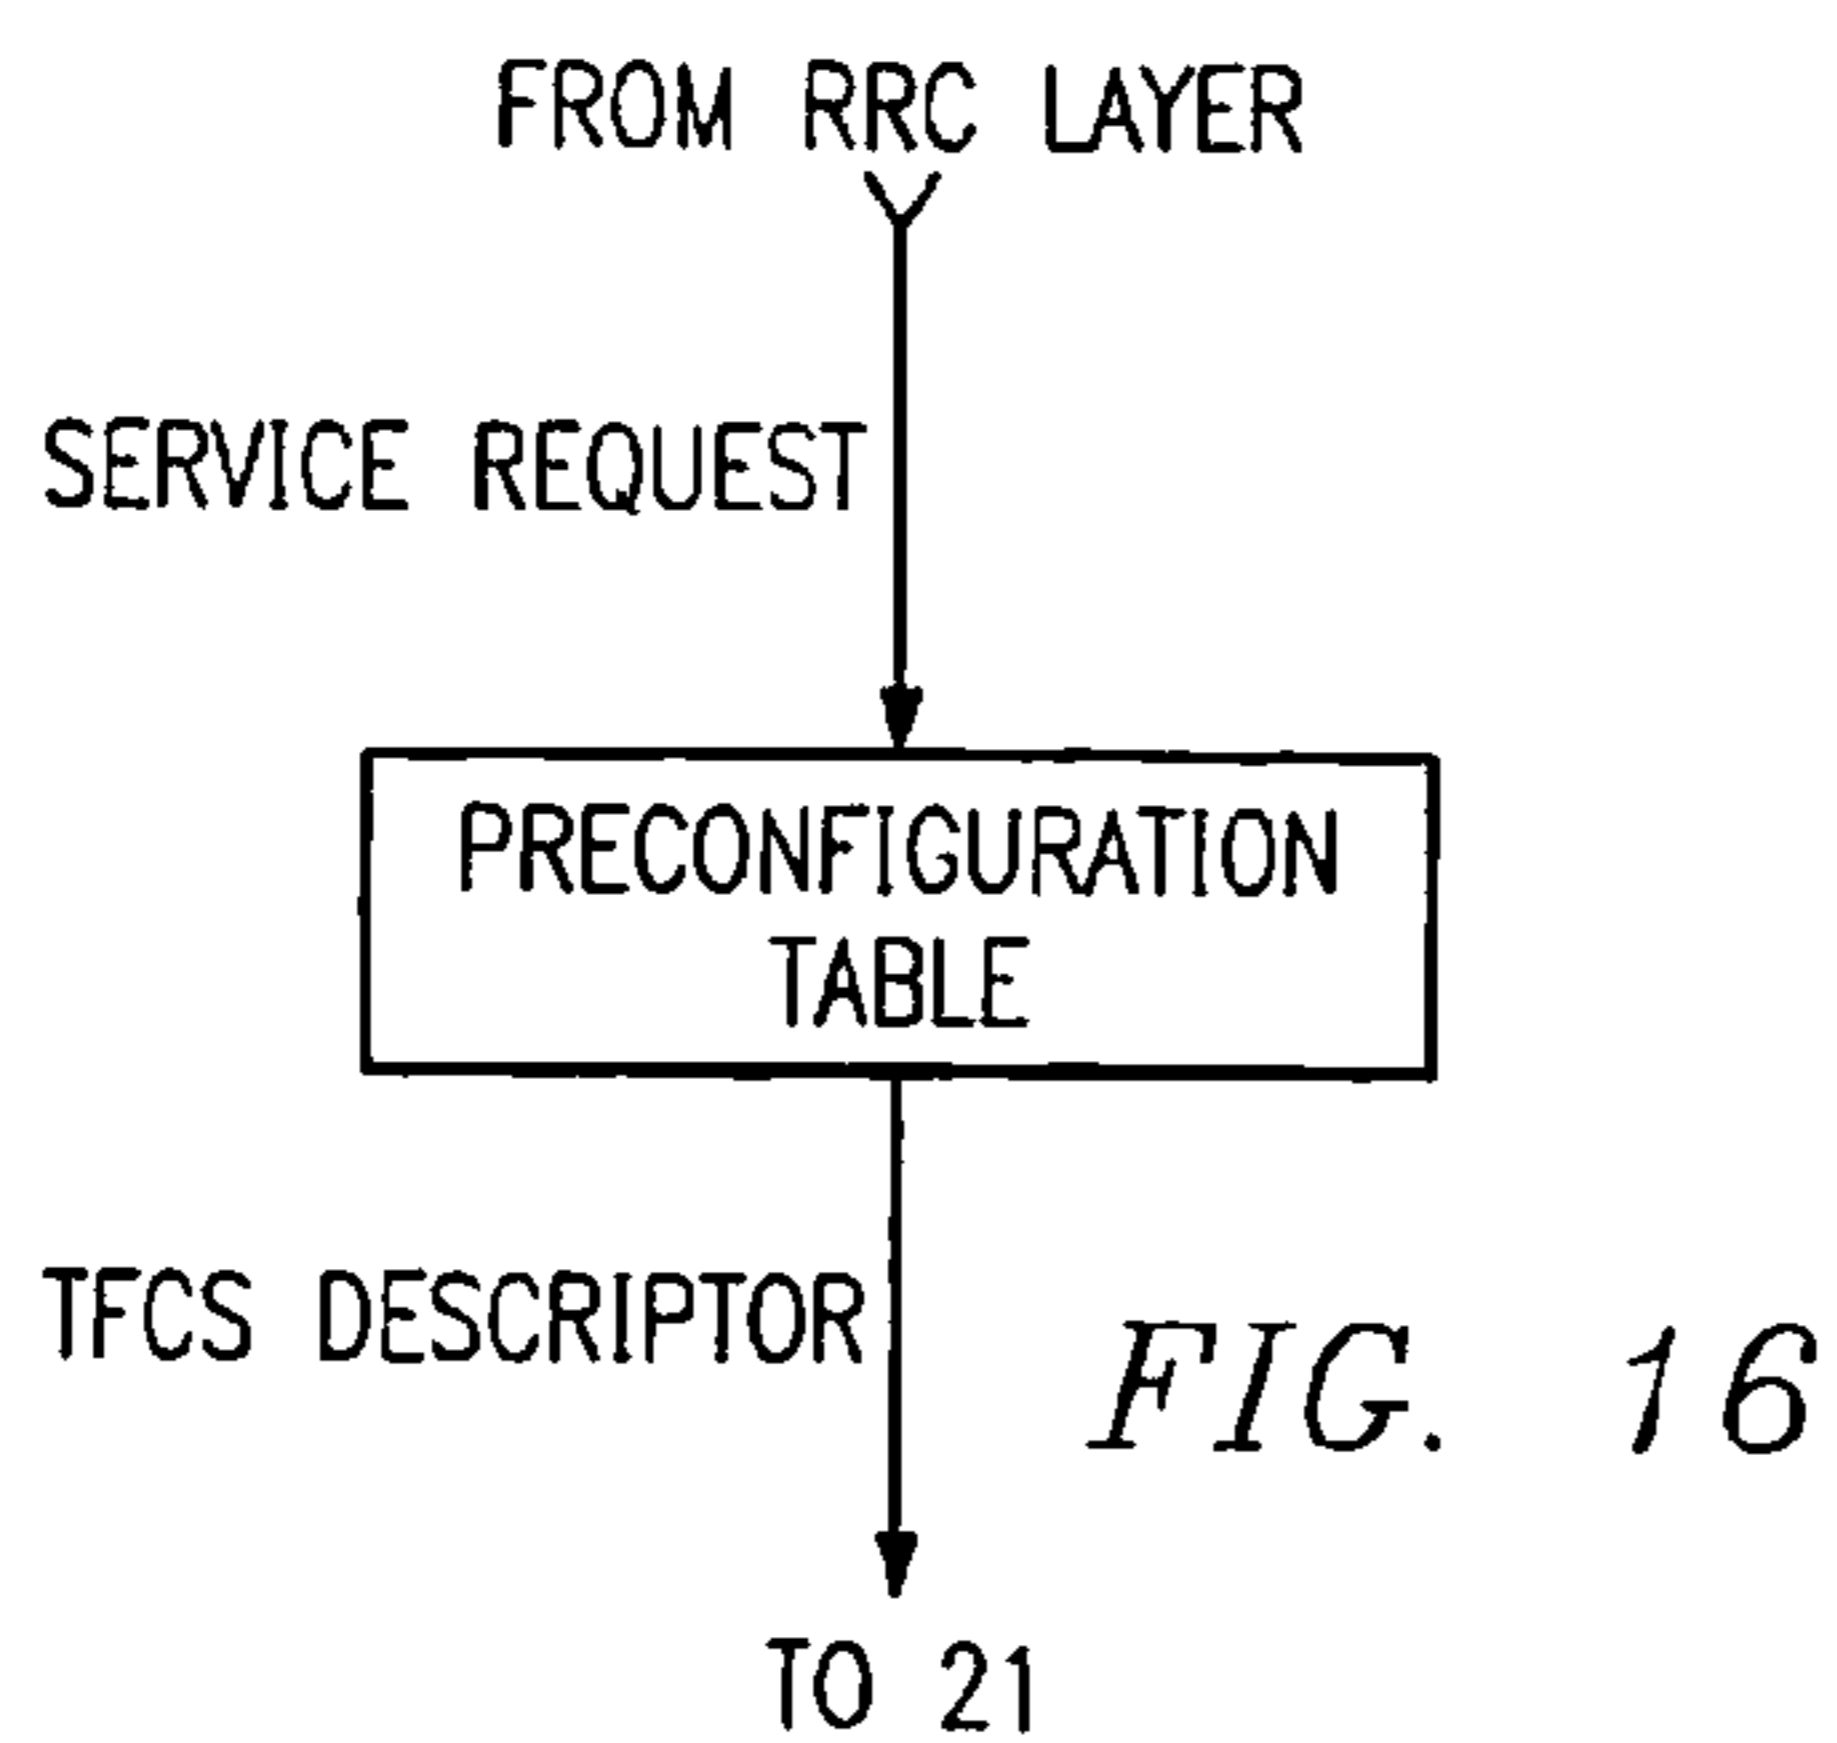 FROM RRC LAYER
SERVICE REQUEST
PRECONFIGURATION
TABLE
TFCS DESCRIPTOR
FIG. 16
TO 21